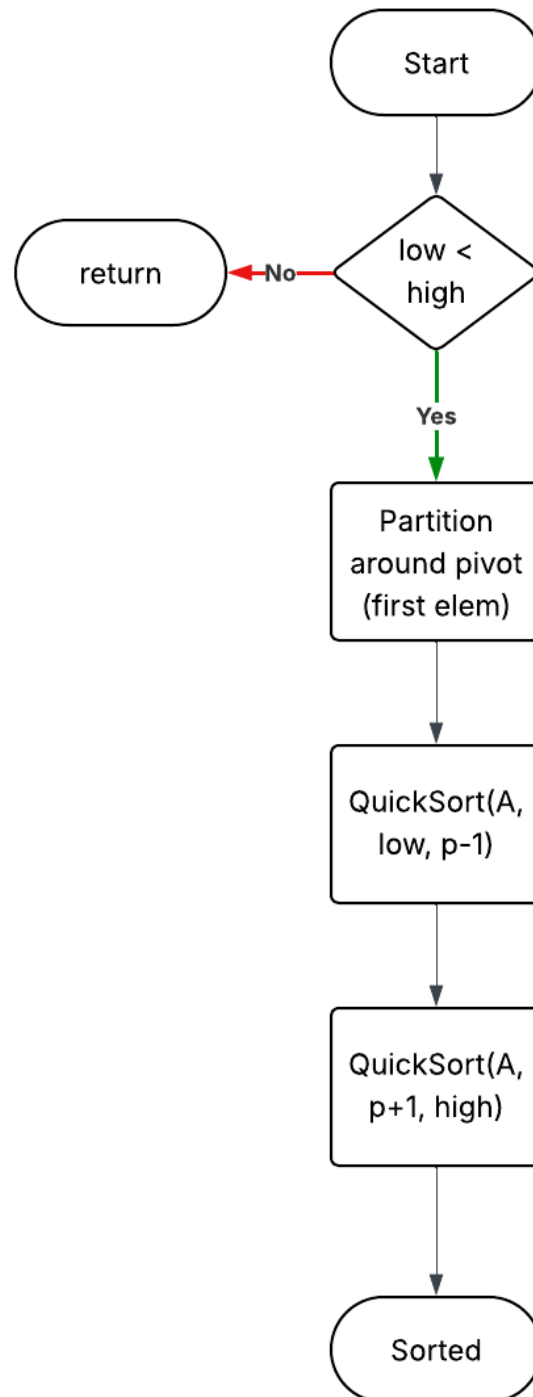 Start
low <
high
No
return
Yes
Partition
around pivot
(first elem)
QuickSort(A,
low, p-1)
QuickSort(A,
p+1, high)
Sorted